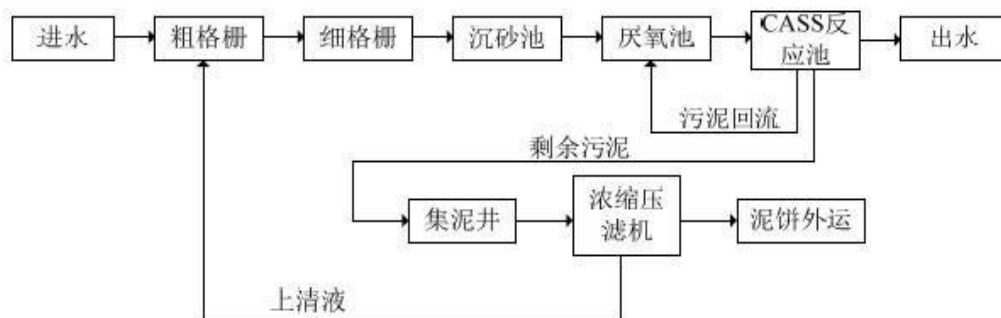 进水
粗格栅
细格栅
沉砂池
厌氧池
CASS反
应池
出水
污泥回流
剩余污泥
集泥井
浓缩压
滤机
泥饼外运
上清液